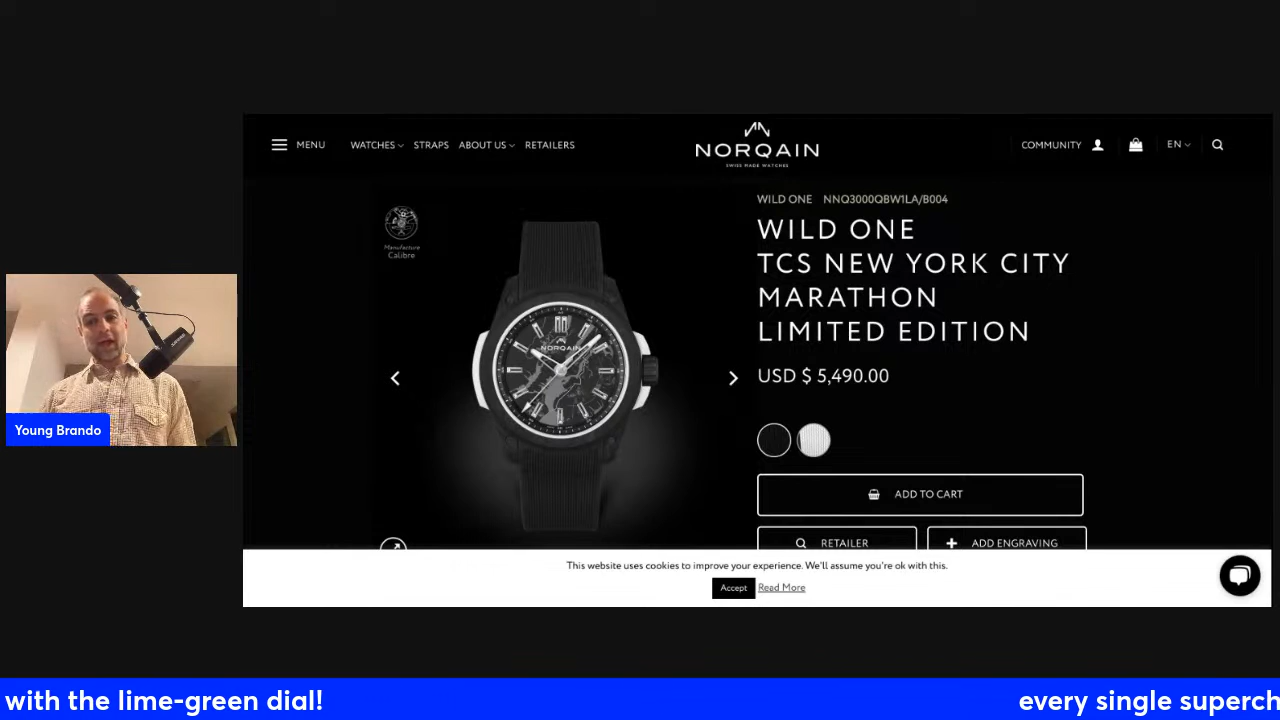 MENU
WATCHES
STRAPS
ABOUT US
RETAILERS
NORQAIN
SWISS MADE WATCHES
COMMUNITY
EN
WILD ONE NNQ3000QBW1LA/B004
Manufacture
Calibre
WILD ONE
TCS NEW YORK CITY
MARATHON
LIMITED EDITION
NORQAIN
USD $ 5,490.00
ADD TO CART
RETAILER
ADD ENGRAVING
This website uses cookies to improve your experience. We'll assume you're ok with this.
Accept Read More
Young Brando
with the lime-green dial!
every single superch